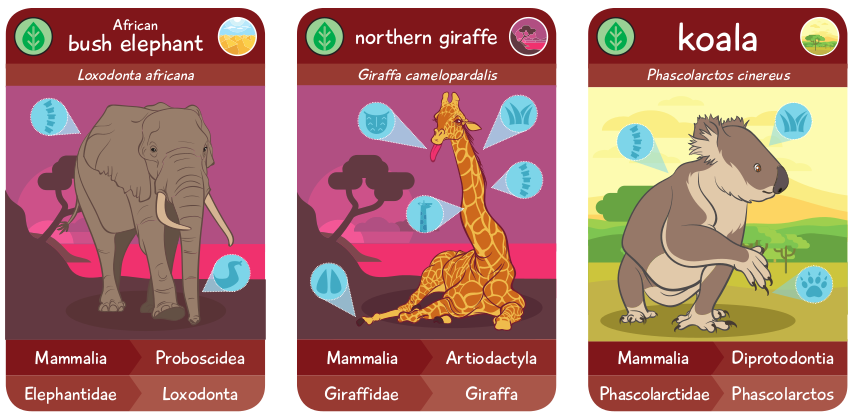 African
bush elephant
Loxodonta africana
Mammalia
Proboscidea
Elephantidae
Loxodonta
northern giraffe
Giraffa camelopardalis
Mammalia
Artiodactyla
Giraffidae
Giraffa
koala
Phascolarctos cinereus
Mammalia
Diprotodontia
Phascolarctidae
Phascolarctos